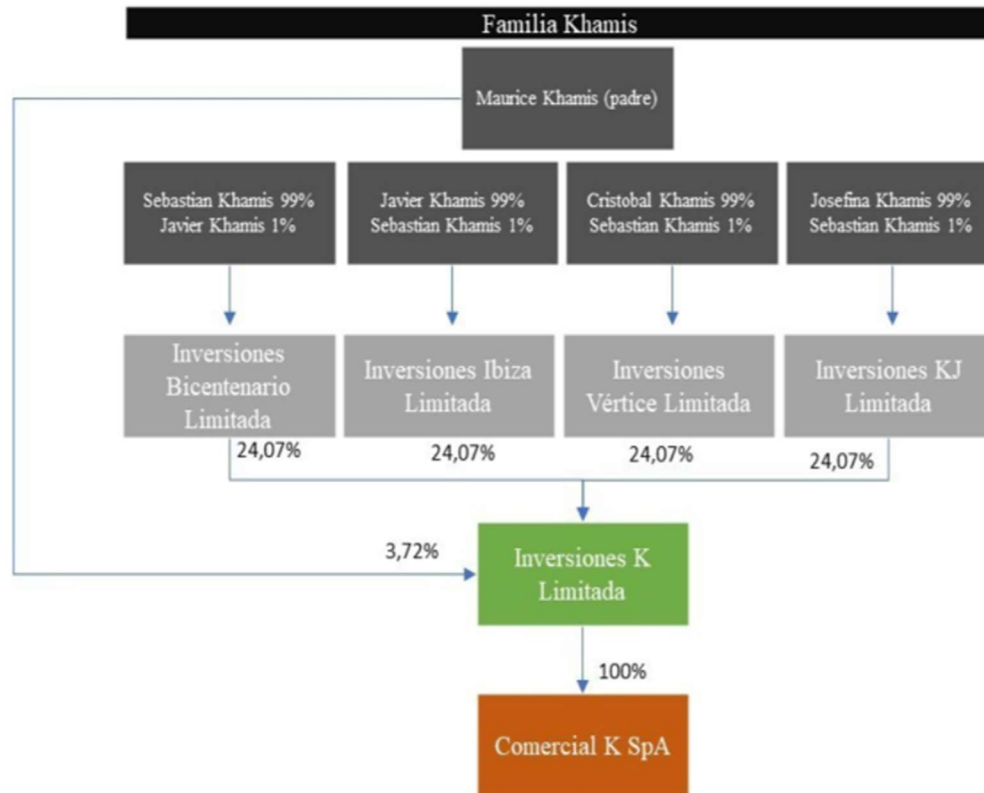 Familia Khamis
Maurice Khamis (padre)
Sebastian Khamis 99%
Javier Khamis 1%
Javier Khamis 99%
Sebastian Khamis 1%
Cristobal Khamis 99%
Sebastian Khamis 1%
Josefina Khamis 99%
Sebastian Khamis 1%
Inversiones
Bicentenario
Limitada
Inversiones Ibiza
Limitada
Inversiones
Vértice Limitada
Inversiones KJ
Limitada
24,07%
24,07%
24,07%
24,07%
3,72%
Inversiones K
Limitada
100%
Comercial K SpA